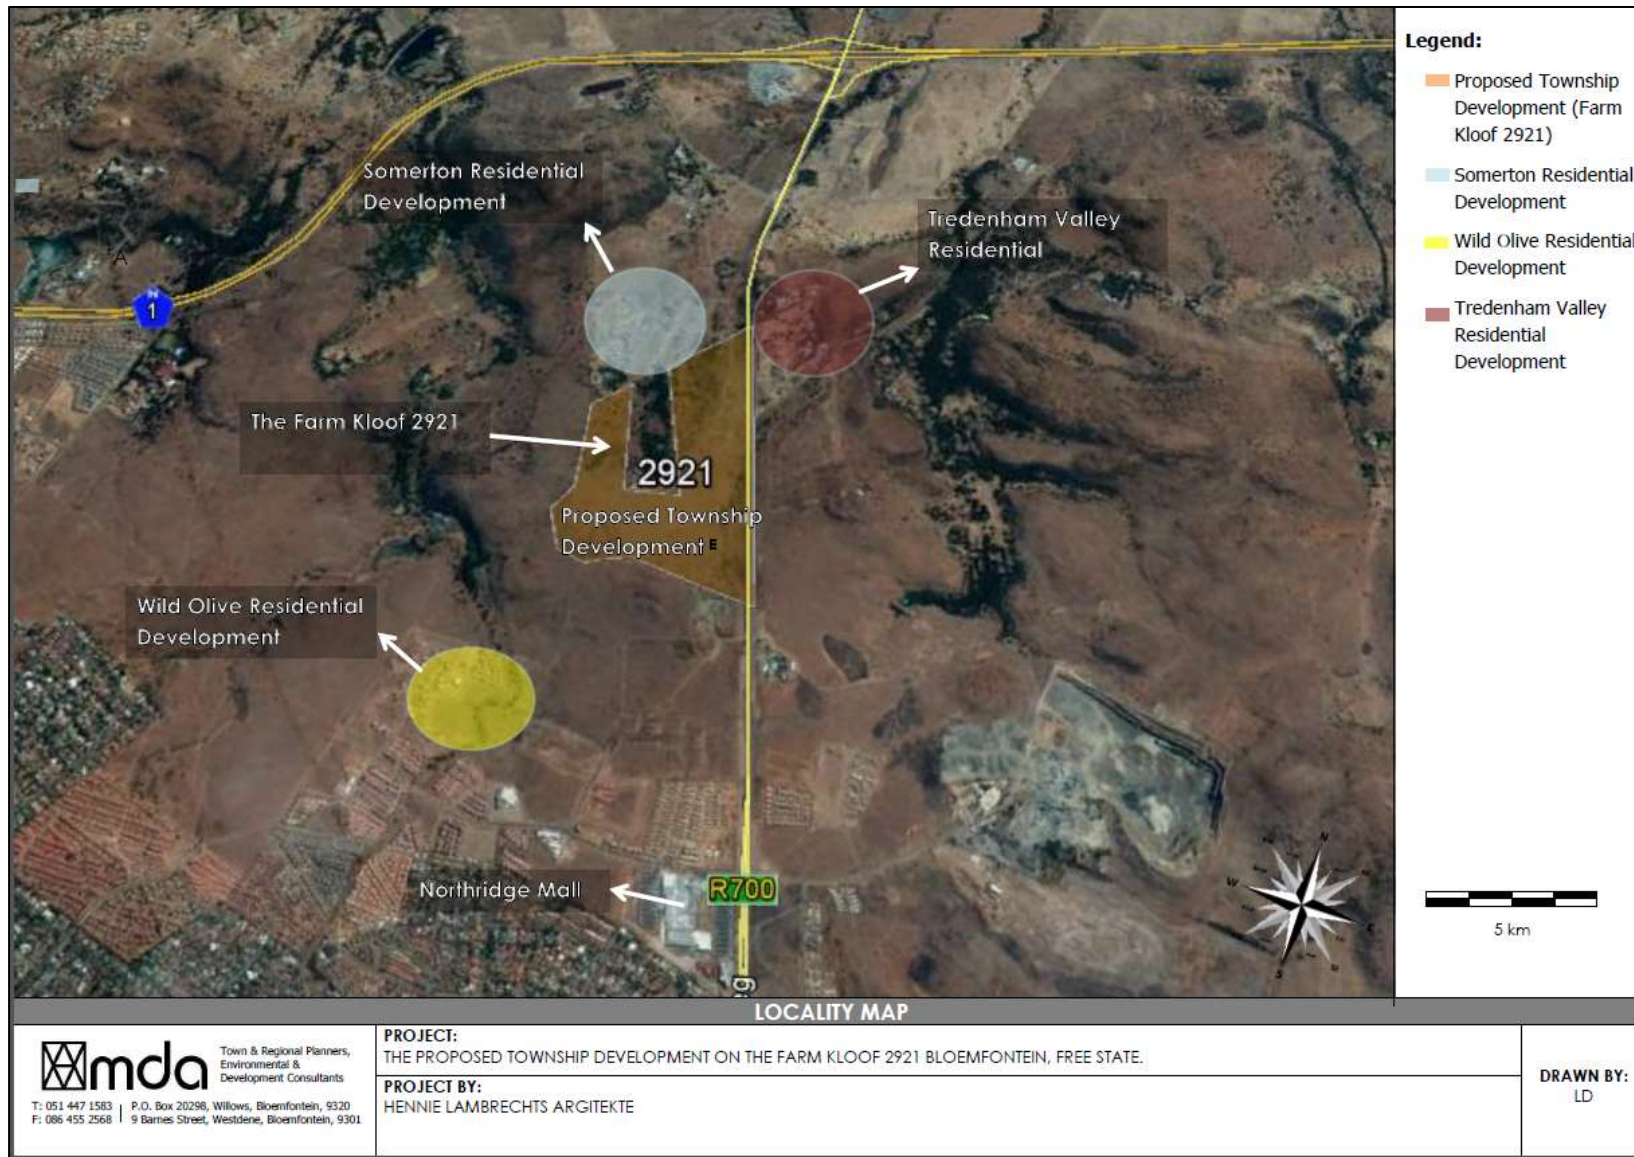 Legend:
Proposed Township
Development (Farm
Kloof 2921)
Somerton Residential
Development
Wild Olive Residential
Development
Tredenham Valley
Residential
Development
Somerton Residential
Development
Tredenham Valley
Residential
A
N
1
The Farm Kloof 2921
2921
Proposed Township
Development E
Wild Olive Residential
Development
Northridge Mall
R700
N
W
E
S
5 km
LOCALITY MAP
mda
Town & Regional Planners,
Environmental &
Development Consultants
T: 051 447 1583 | P.O. Box 20298, Willows, Bloemfontein, 9320
F: 086 455 2568 | 9 Barnes Street, Westdene, Bloemfontein, 9301
PROJECT:
THE PROPOSED TOWNSHIP DEVELOPMENT ON THE FARM KLOOF 2921 BLOEMFONTEIN, FREE STATE.
PROJECT BY:
HENNIE LAMBRECHTS ARGITEKTE
DRAWN BY:
LD